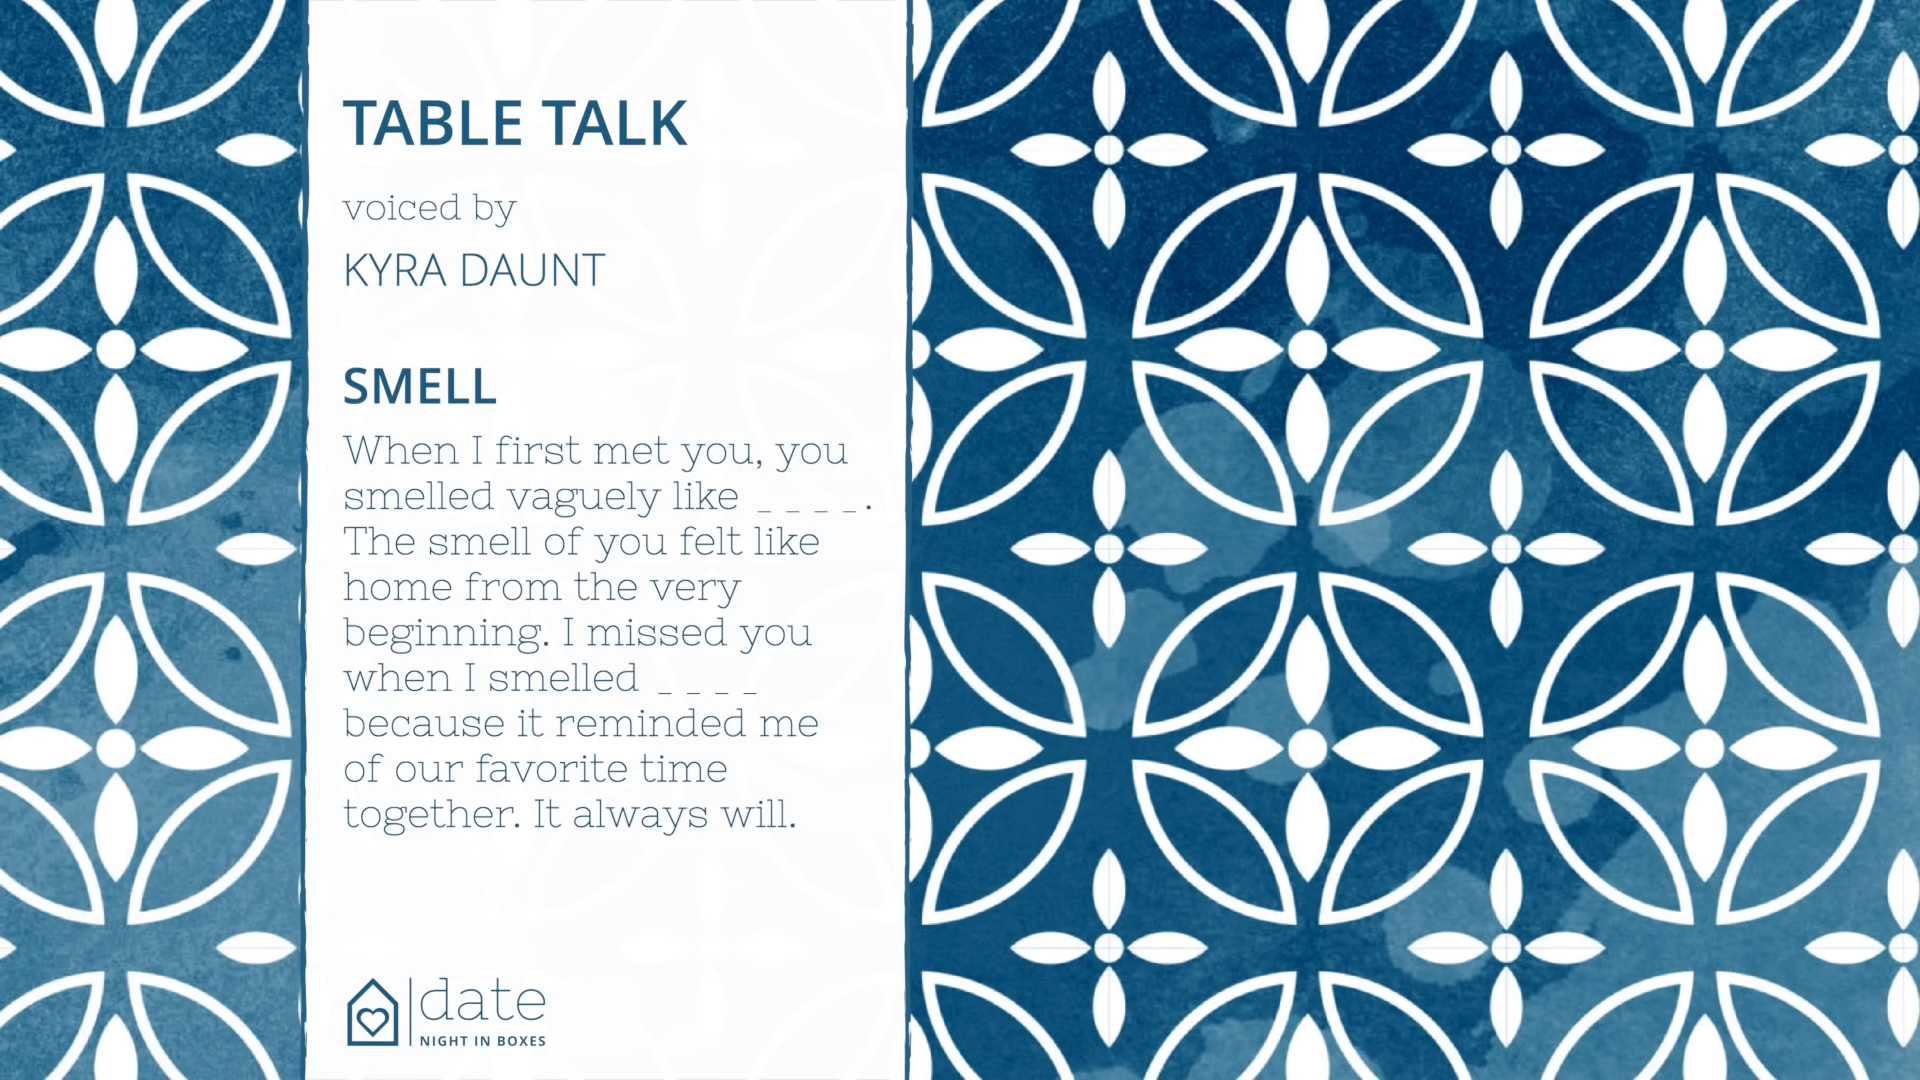 TABLE TALK
voiced by
KYRA DAUNT
SMELL
When I first met you, you
smelled vaguely like _ _ _ _.
The smell of you felt like
home from the very
beginning. I missed you
when I smelled _ _ _ _
because it reminded me
of our favorite time
together. It always will.
date
NIGHT IN BOXES